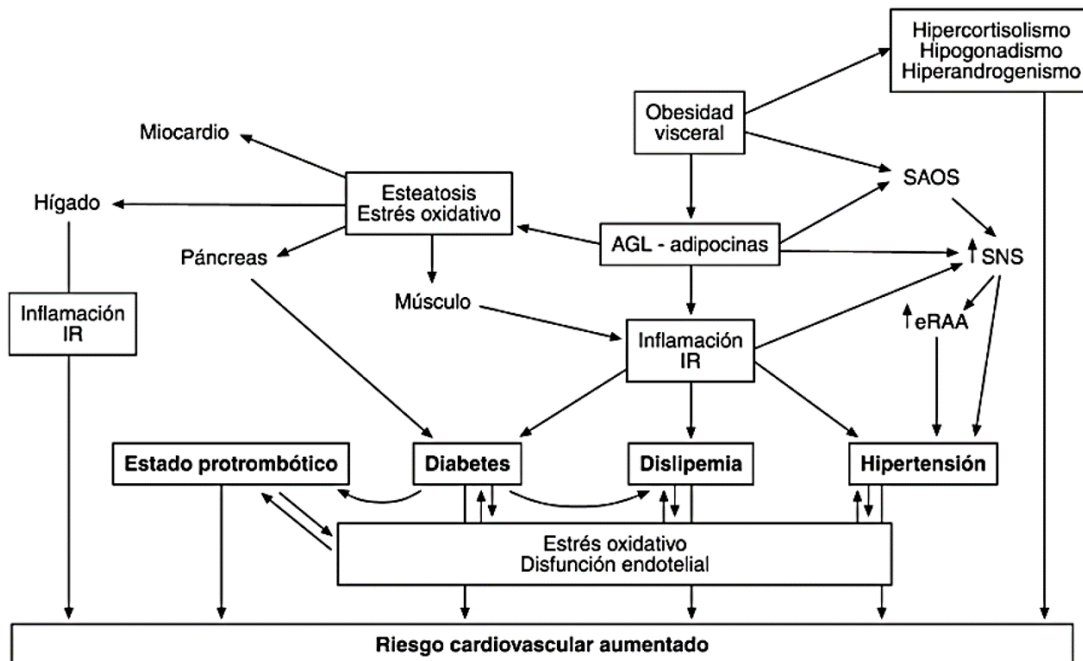 Hipercortisolismo
Hipogonadismo
Hiperandrogenismo
Obesidad
visceral
Miocardio
SAOS
Hígado
Esteatosis
Estrés oxidativo
AGL - adipocinas
Páncreas
↑ SNS
Músculo
↑ eRAA
Inflamación
IR
Inflamación
IR
Estado protrombótico
Diabetes
Dislipemia
Hipertensión
Estrés oxidativo
Disfunción endotelial
Riesgo cardiovascular aumentado